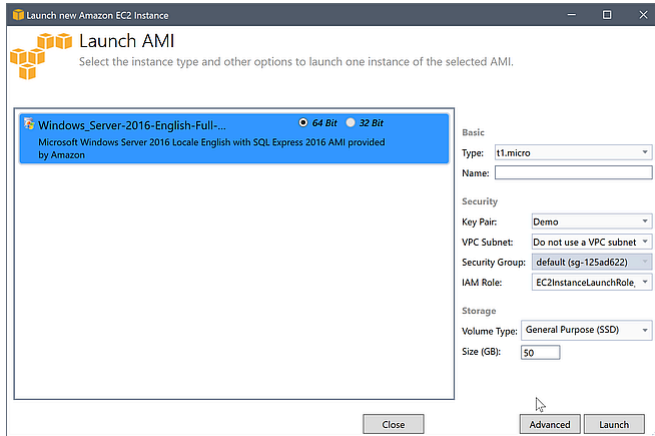 Launch new Amazon EC2 Instance
Launch AMI
Select the instance type and other options to launch one instance of the selected AMI.
Windows_Server-2016-English-Full-...
64 Bit
32 Bit
Microsoft Windows Server 2016 Locale English with SQL Express 2016 AMI provided
by Amazon
Basic
Type: t1.micro
Name:
Security
Key Pair: Demo
VPC Subnet: Do not use a VPC subnet
Security Group: default (sg-125ad622)
IAM Role: EC2InstanceLaunchRole,
Storage
Volume Type: General Purpose (SSD)
Size (GB): 50
Close
Advanced
Launch